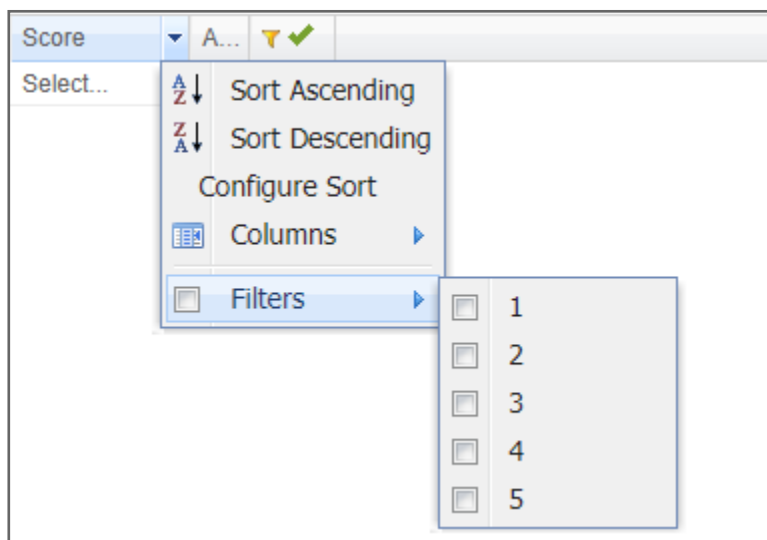 Score A...
Select...
Sort Ascending
Sort Descending
Configure Sort
Columns
Filters
1
2
3
4
5